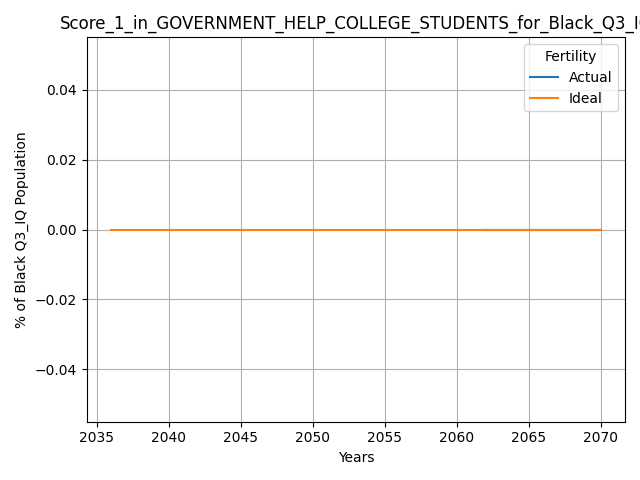 Score_1_in_GOVERNMENT_HELP_COLLEGE_STUDENTS_for_Black_Q3_I
Fertility
Actual
Ideal
0.04
0.02
0.00
−0.02
−0.04
% of Black Q3_IQ Population
2035 2040 2045 2050 2055 2060 2065 2070
Years